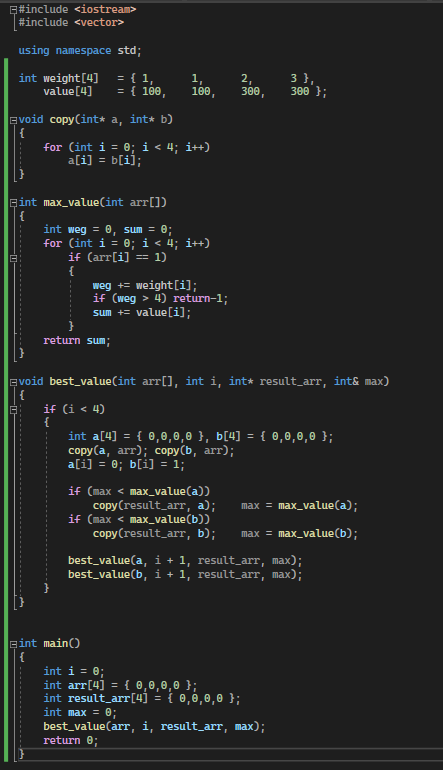 #include <iostream>
#include <vector>
using namespace std;
int weight[4]   = { 1,      1,      2,      3 },
    value[4]    = { 100,    100,    300,    300 };
void copy(int* a, int* b)
{
    for (int i = 0; i < 4; i++)
        a[i] = b[i];
}
int max_value(int arr[])
{
    int weg = 0, sum = 0;
    for (int i = 0; i < 4; i++)
        if (arr[i] == 1)
        {
            weg += weight[i];
            if (weg > 4) return-1;
            sum += value[i];
        }
    return sum;
}
void best_value(int arr[], int i, int* result_arr, int& max)
{
    if (i < 4)
    {
        int a[4] = { 0,0,0,0 }, b[4] = { 0,0,0,0 };
        copy(a, arr); copy(b, arr);
        a[i] = 0; b[i] = 1;
        if (max < max_value(a))
            copy(result_arr, a);    max = max_value(a);
        if (max < max_value(b))
            copy(result_arr, b);    max = max_value(b);
        best_value(a, i + 1, result_arr, max);
        best_value(b, i + 1, result_arr, max);
    }
}
int main()
{
    int i = 0;
    int arr[4] = { 0,0,0,0 };
    int result_arr[4] = { 0,0,0,0 };
    int max = 0;
    best_value(arr, i, result_arr, max);
    return 0;
}